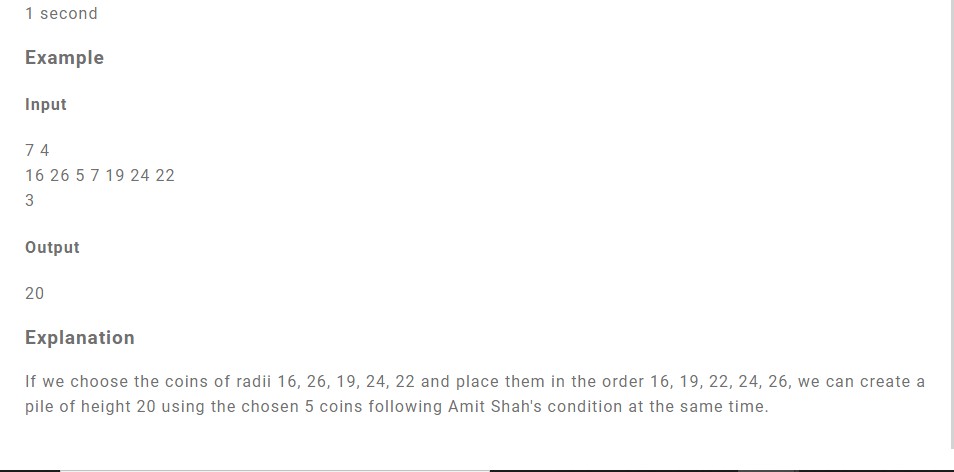 1 second
Example
Input
7 4
16 26 5 7 19 24 22
3
Output
20
Explanation
If we choose the coins of radii 16, 26, 19, 24, 22 and place them in the order 16, 19, 22, 24, 26, we can create a
pile of height 20 using the chosen 5 coins following Amit Shah's condition at the same time.